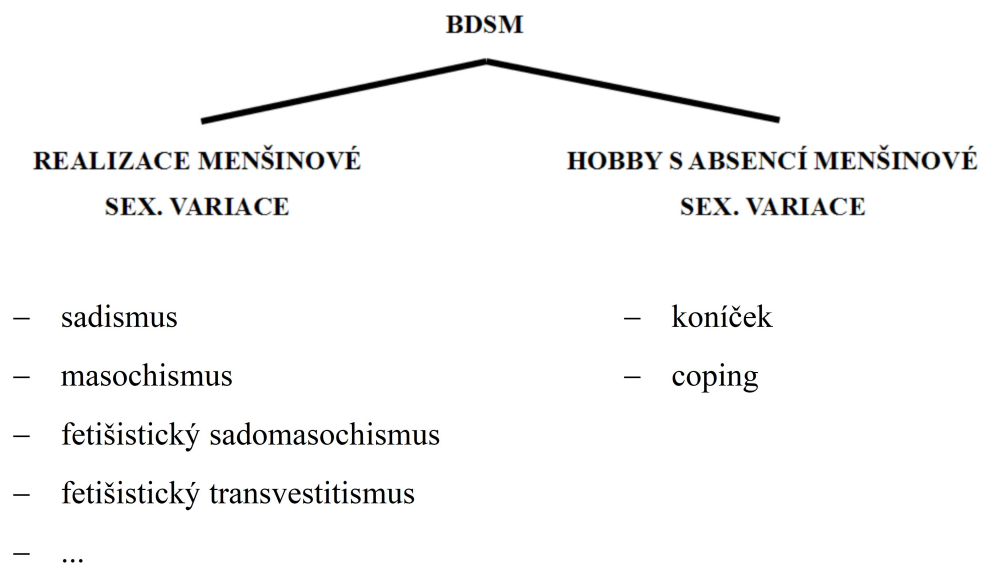 BDSM
REALIZACE MENŠINOVÉ
SEX. VARIACE
HOBBY S ABSENCÍ MENŠINOVÉ
SEX. VARIACE
– sadismus
– masochismus
– fetišistický sadomasochismus
– fetišistický transvestitismus
– ...
– koníček
– coping